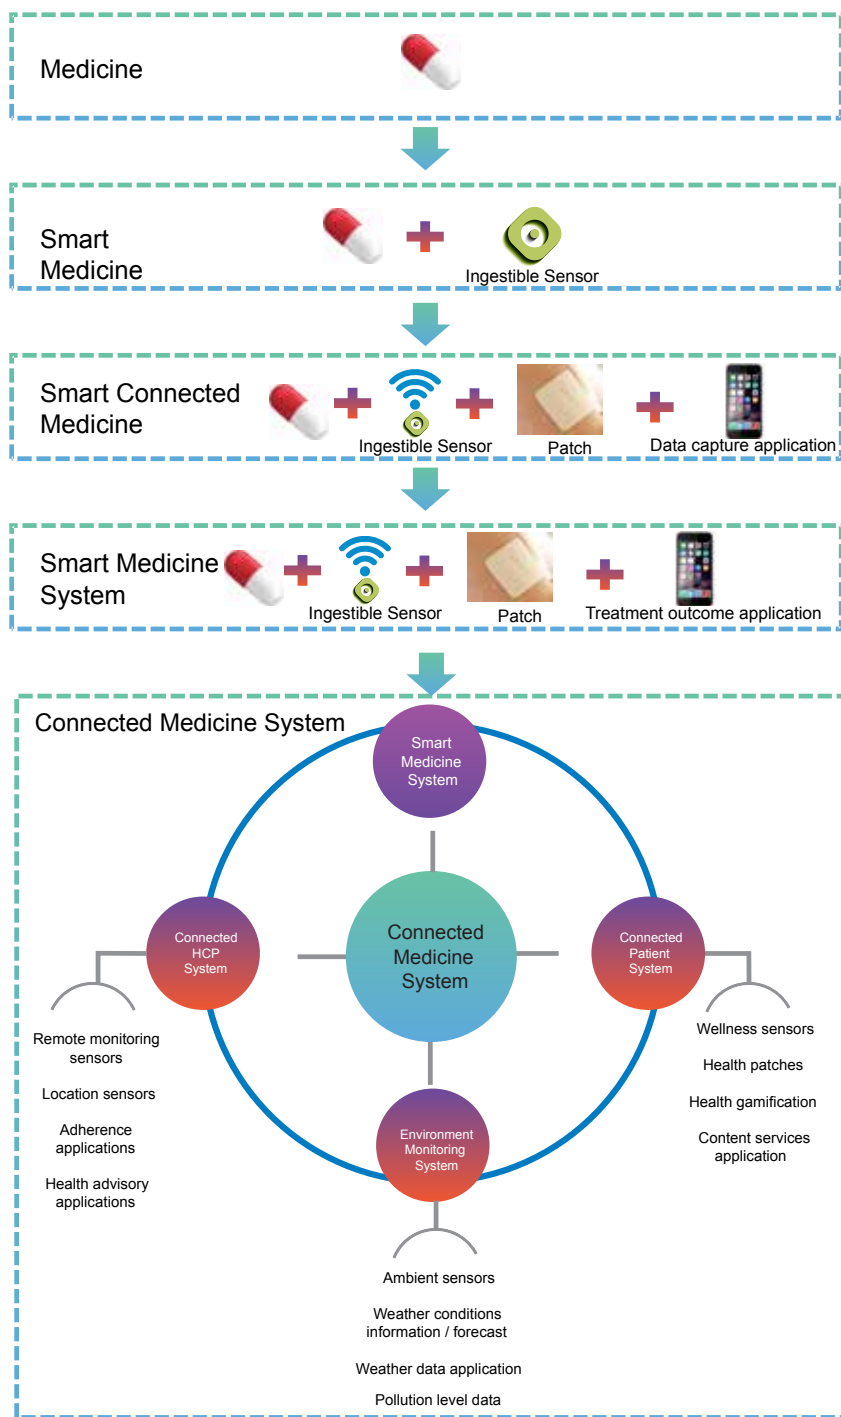 Medicine
Smart
Medicine
Ingestible Sensor
Smart Connected
Medicine
Ingestible Sensor
Patch
Data capture application
Smart Medicine
System
Ingestible Sensor
Patch
Treatment outcome application
Connected Medicine System
Smart
Medicine
System
Connected
HCP
System
Connected
Medicine
System
Connected
Patient
System
Remote monitoring
sensors
Location sensors
Adherence
applications
Health advisory
applications
Wellness sensors
Health patches
Health gamification
Content services
application
Environment
Monitoring
System
Ambient sensors
Weather conditions
information / forecast
Weather data application
Pollution level data